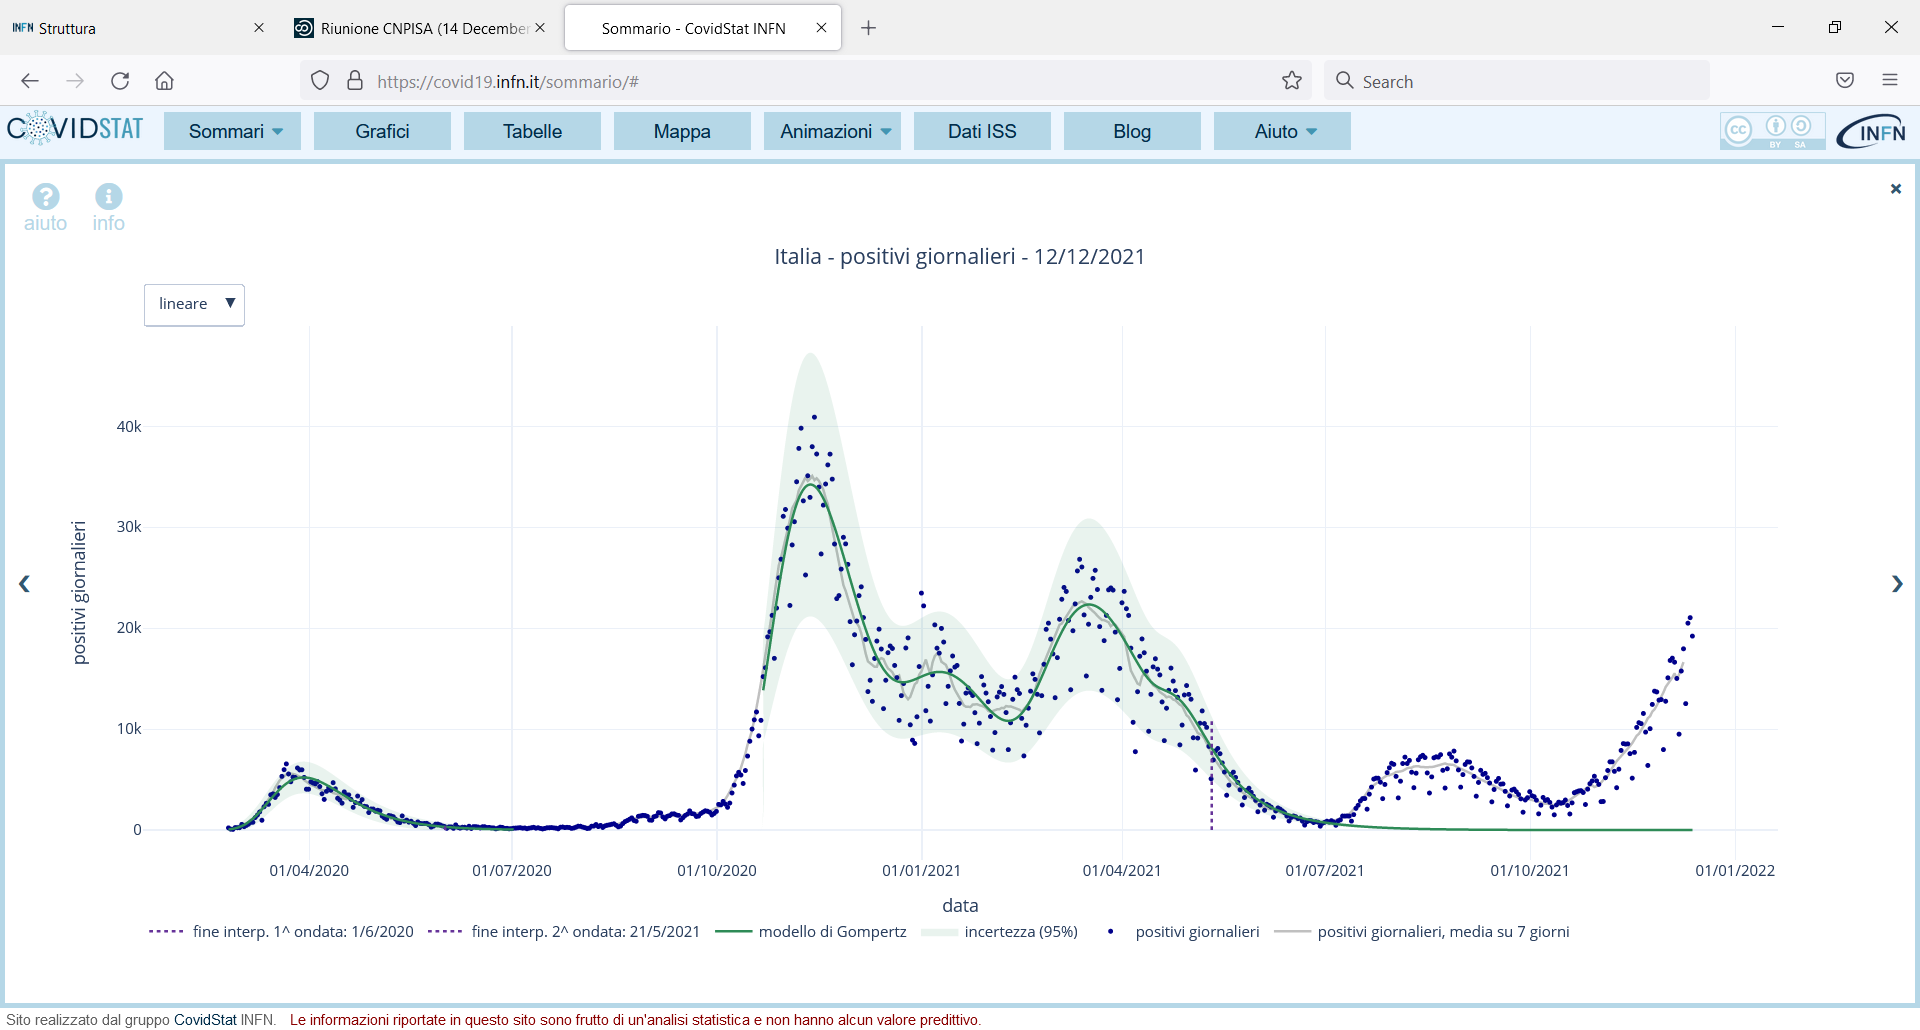 INFN Struttura
Riunione CNPISA (14 December
Sommario - CovidStat INFN
https://covid19.infn.it/sommario/#
Search
COVIDSTAT
Sommari
Grafici
Tabelle
Mappa
Animazioni
Dati ISS
Blog
Aiuto
cc BY SA
INFN
aiuto
info
Italia - positivi giornalieri - 12/12/2021
lineare
positivi giornalieri
40k
30k
20k
10k
0
01/04/2020
01/07/2020
01/10/2020
01/01/2021
01/04/2021
01/07/2021
01/10/2021
01/01/2022
data
fine interp. 1^ ondata: 1/6/2020
fine interp. 2^ ondata: 21/5/2021
modello di Gompertz
incertezza (95%)
positivi giornalieri
positivi giornalieri, media su 7 giorni
Sito realizzato dal gruppo CovidStat INFN. Le informazioni riportate in questo sito sono frutto di un'analisi statistica e non hanno alcun valore predittivo.